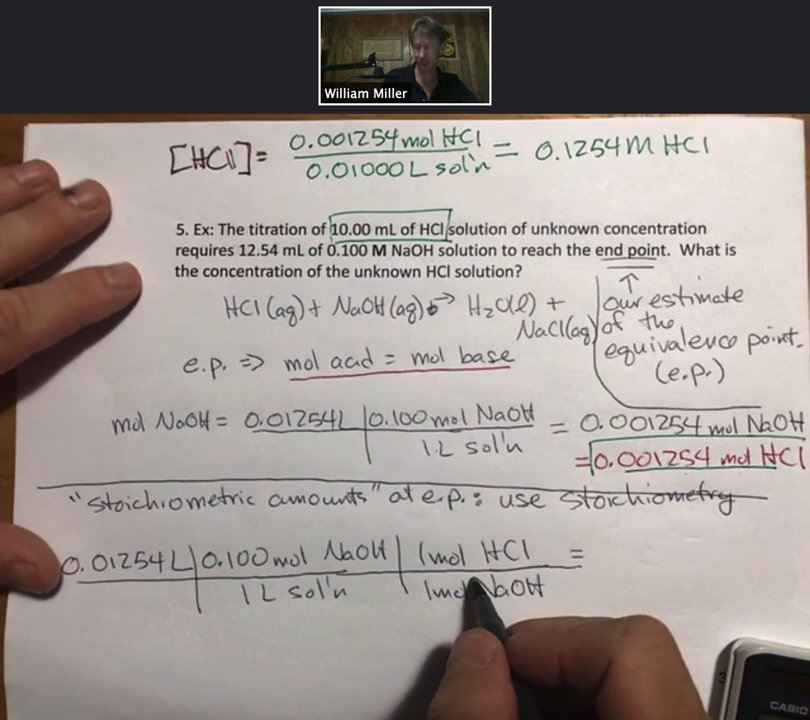 William Miller
[HCl] = 0.001254 mol HCl / 0.01000 L sol'n = 0.1254 M HCl
5. Ex: The titration of 10.00 mL of HCl solution of unknown concentration
requires 12.54 mL of 0.100 M NaOH solution to reach the end point. What is
the concentration of the unknown HCl solution?
HCl (aq) + NaOH (aq) → H2O(l) +
NaCl(aq)
↑
our estimate
of the
equivalence point.
(e.p.)
e.p. => mol acid = mol base
mol NaOH = 0.01254L | 0.100 mol NaOH / 1 L sol'n = 0.001254 mol NaOH
= 0.001254 mol HCl
"stoichiometric amounts" at e.p.: use stoichiometry
0.01254 L | 0.100 mol NaOH | 1 mol HCl =
1 L sol'n | 1 mol NaOH
CASIO